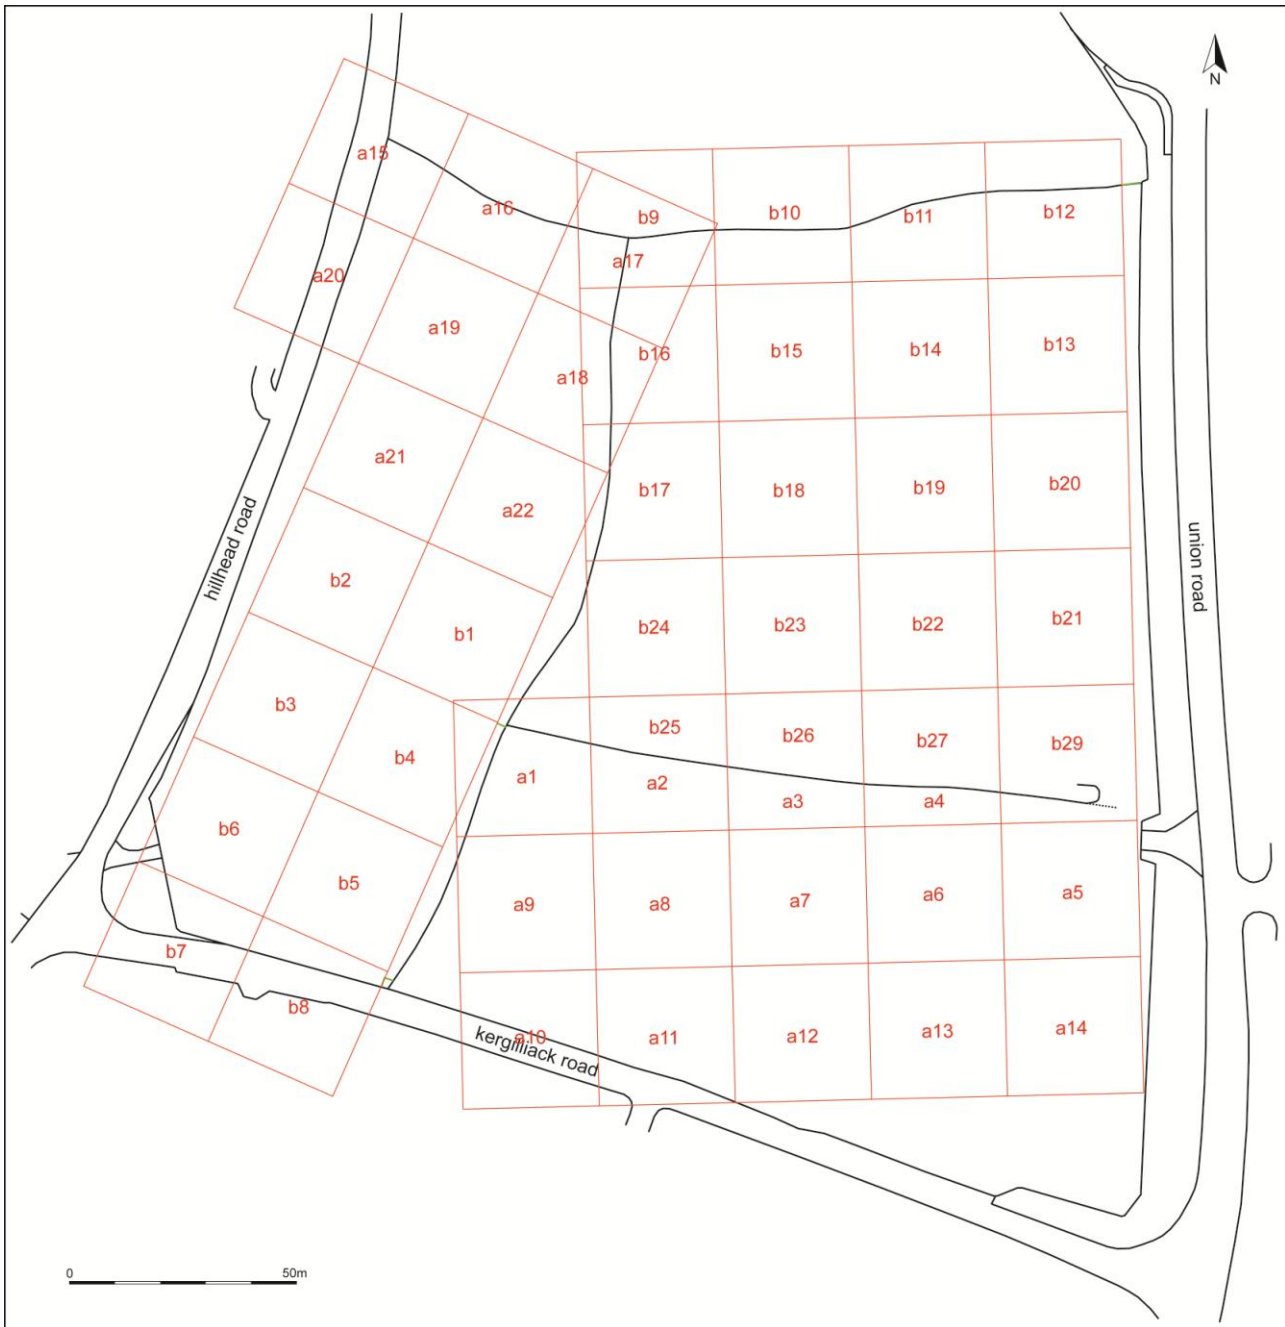 N
a15
a16
b9
b10
b11
b12
a17
a20
a19
a18
b16
b15
b14
b13
a21
a22
b17
b18
b19
b20
hillhead road
union road
b2
b1
b24
b23
b22
b21
b3
b4
b25
b26
b27
b29
a1
a2
a3
a4
b6
b5
a9
a8
a7
a6
a5
b7
b8
a10
kergilliack road
a11
a12
a13
a14
0 50m